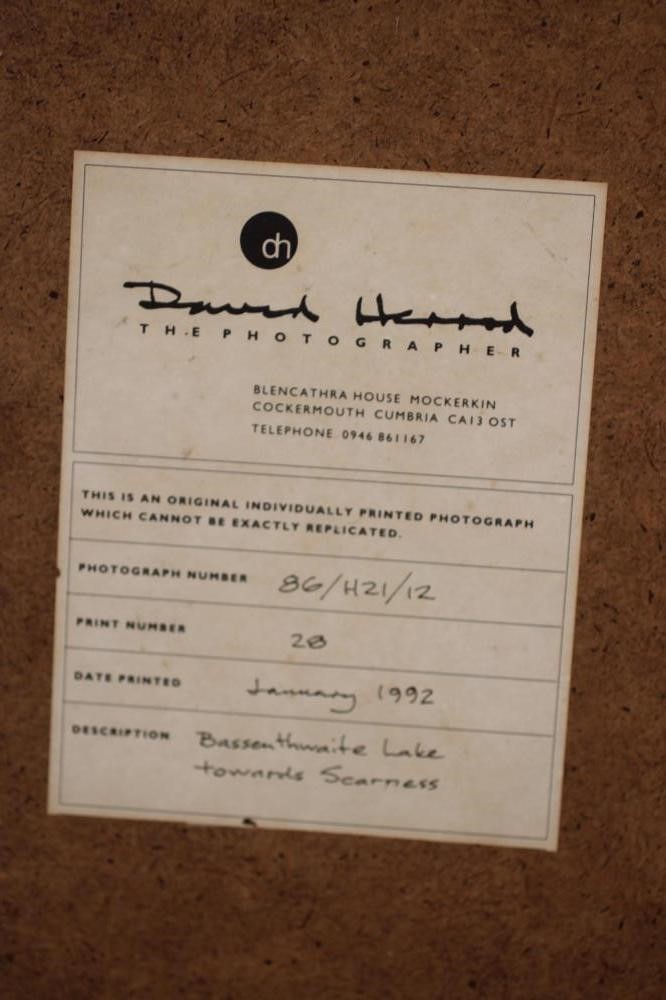 dh
David Herrod
THE PHOTOGRAPHER
BLENCATHRA HOUSE MOCKERKIN
COCKERMOUTH CUMBRIA CA13 OST
TELEPHONE 0946 861167
THIS IS AN ORIGINAL INDIVIDUALLY PRINTED PHOTOGRAPH
WHICH CANNOT BE EXACTLY REPLICATED.
PHOTOGRAPH NUMBER 86/H21/12
PRINT NUMBER 28
DATE PRINTED January 1992
DESCRIPTION Bassenthwaite Lake
towards Scarness